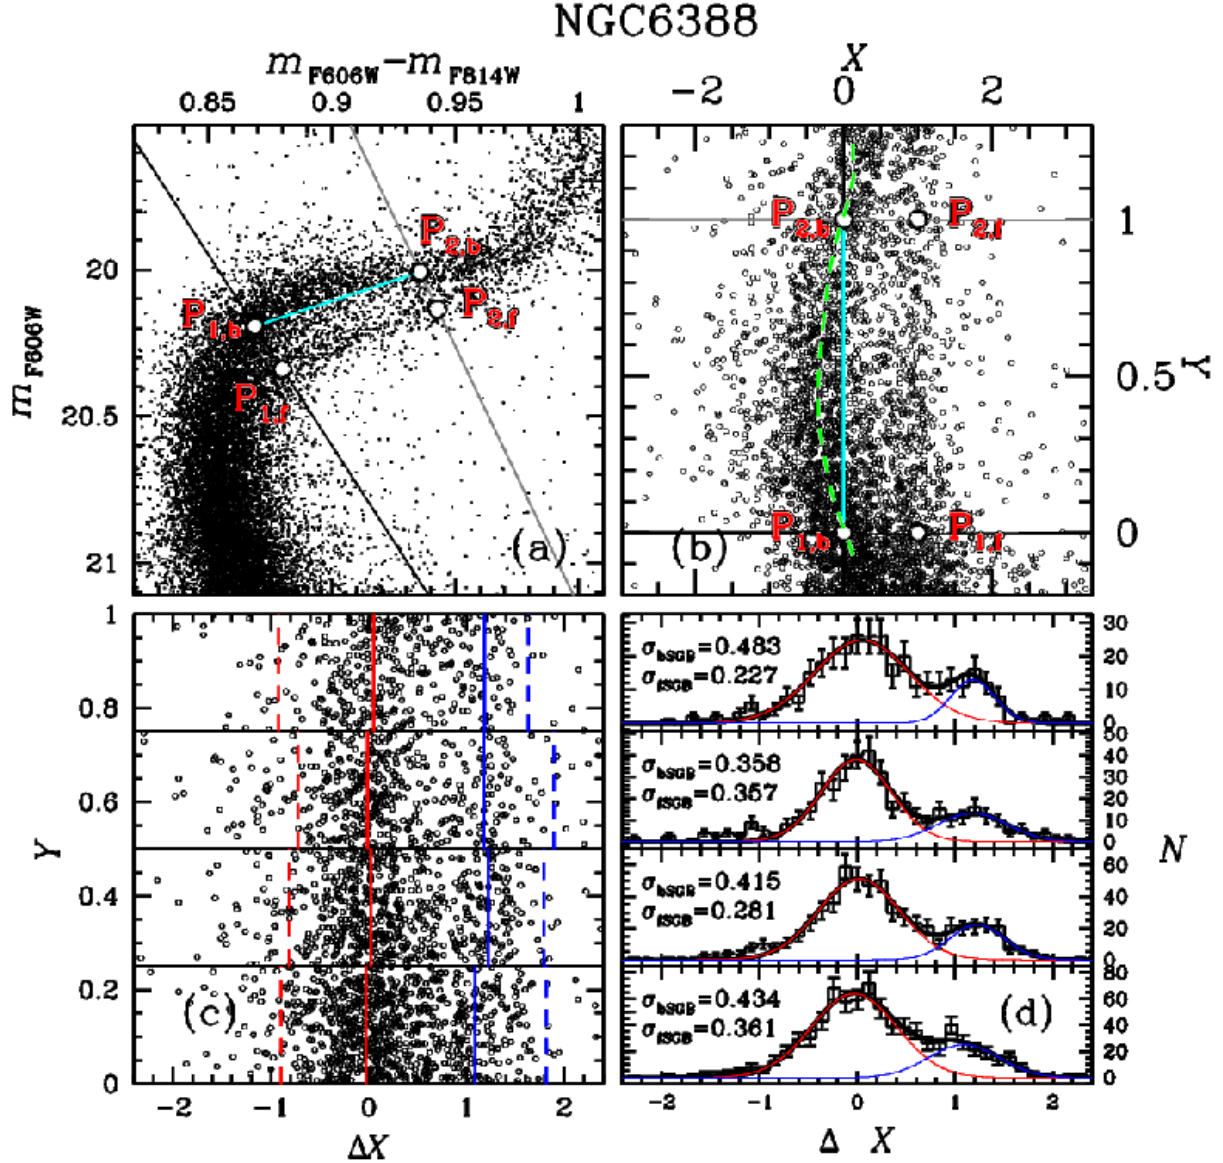 NGC6388
m F606W − m F814W
0.85 0.9 0.95 1
X
−2 0 2
m F606W
20
20.5
21
P1,b
P2,b
P2,f
P1,f
(a)
P2,b
P2,f
P1,b
P1,f
(b)
1
0.5
0
Y
Y
1
0.8
0.6
0.4
0.2
0
(c)
−2 −1 0 1 2
ΔX
σbSGB=0.483
σfSGB=0.227
30
20
10
0
σbSGB=0.358
σfSGB=0.357
50
40
30
20
10
0
σbSGB=0.415
σfSGB=0.281
60
40
20
0
σbSGB=0.434
σfSGB=0.361
(d)
80
60
40
20
0
N
−2 −1 0 1 2
Δ X